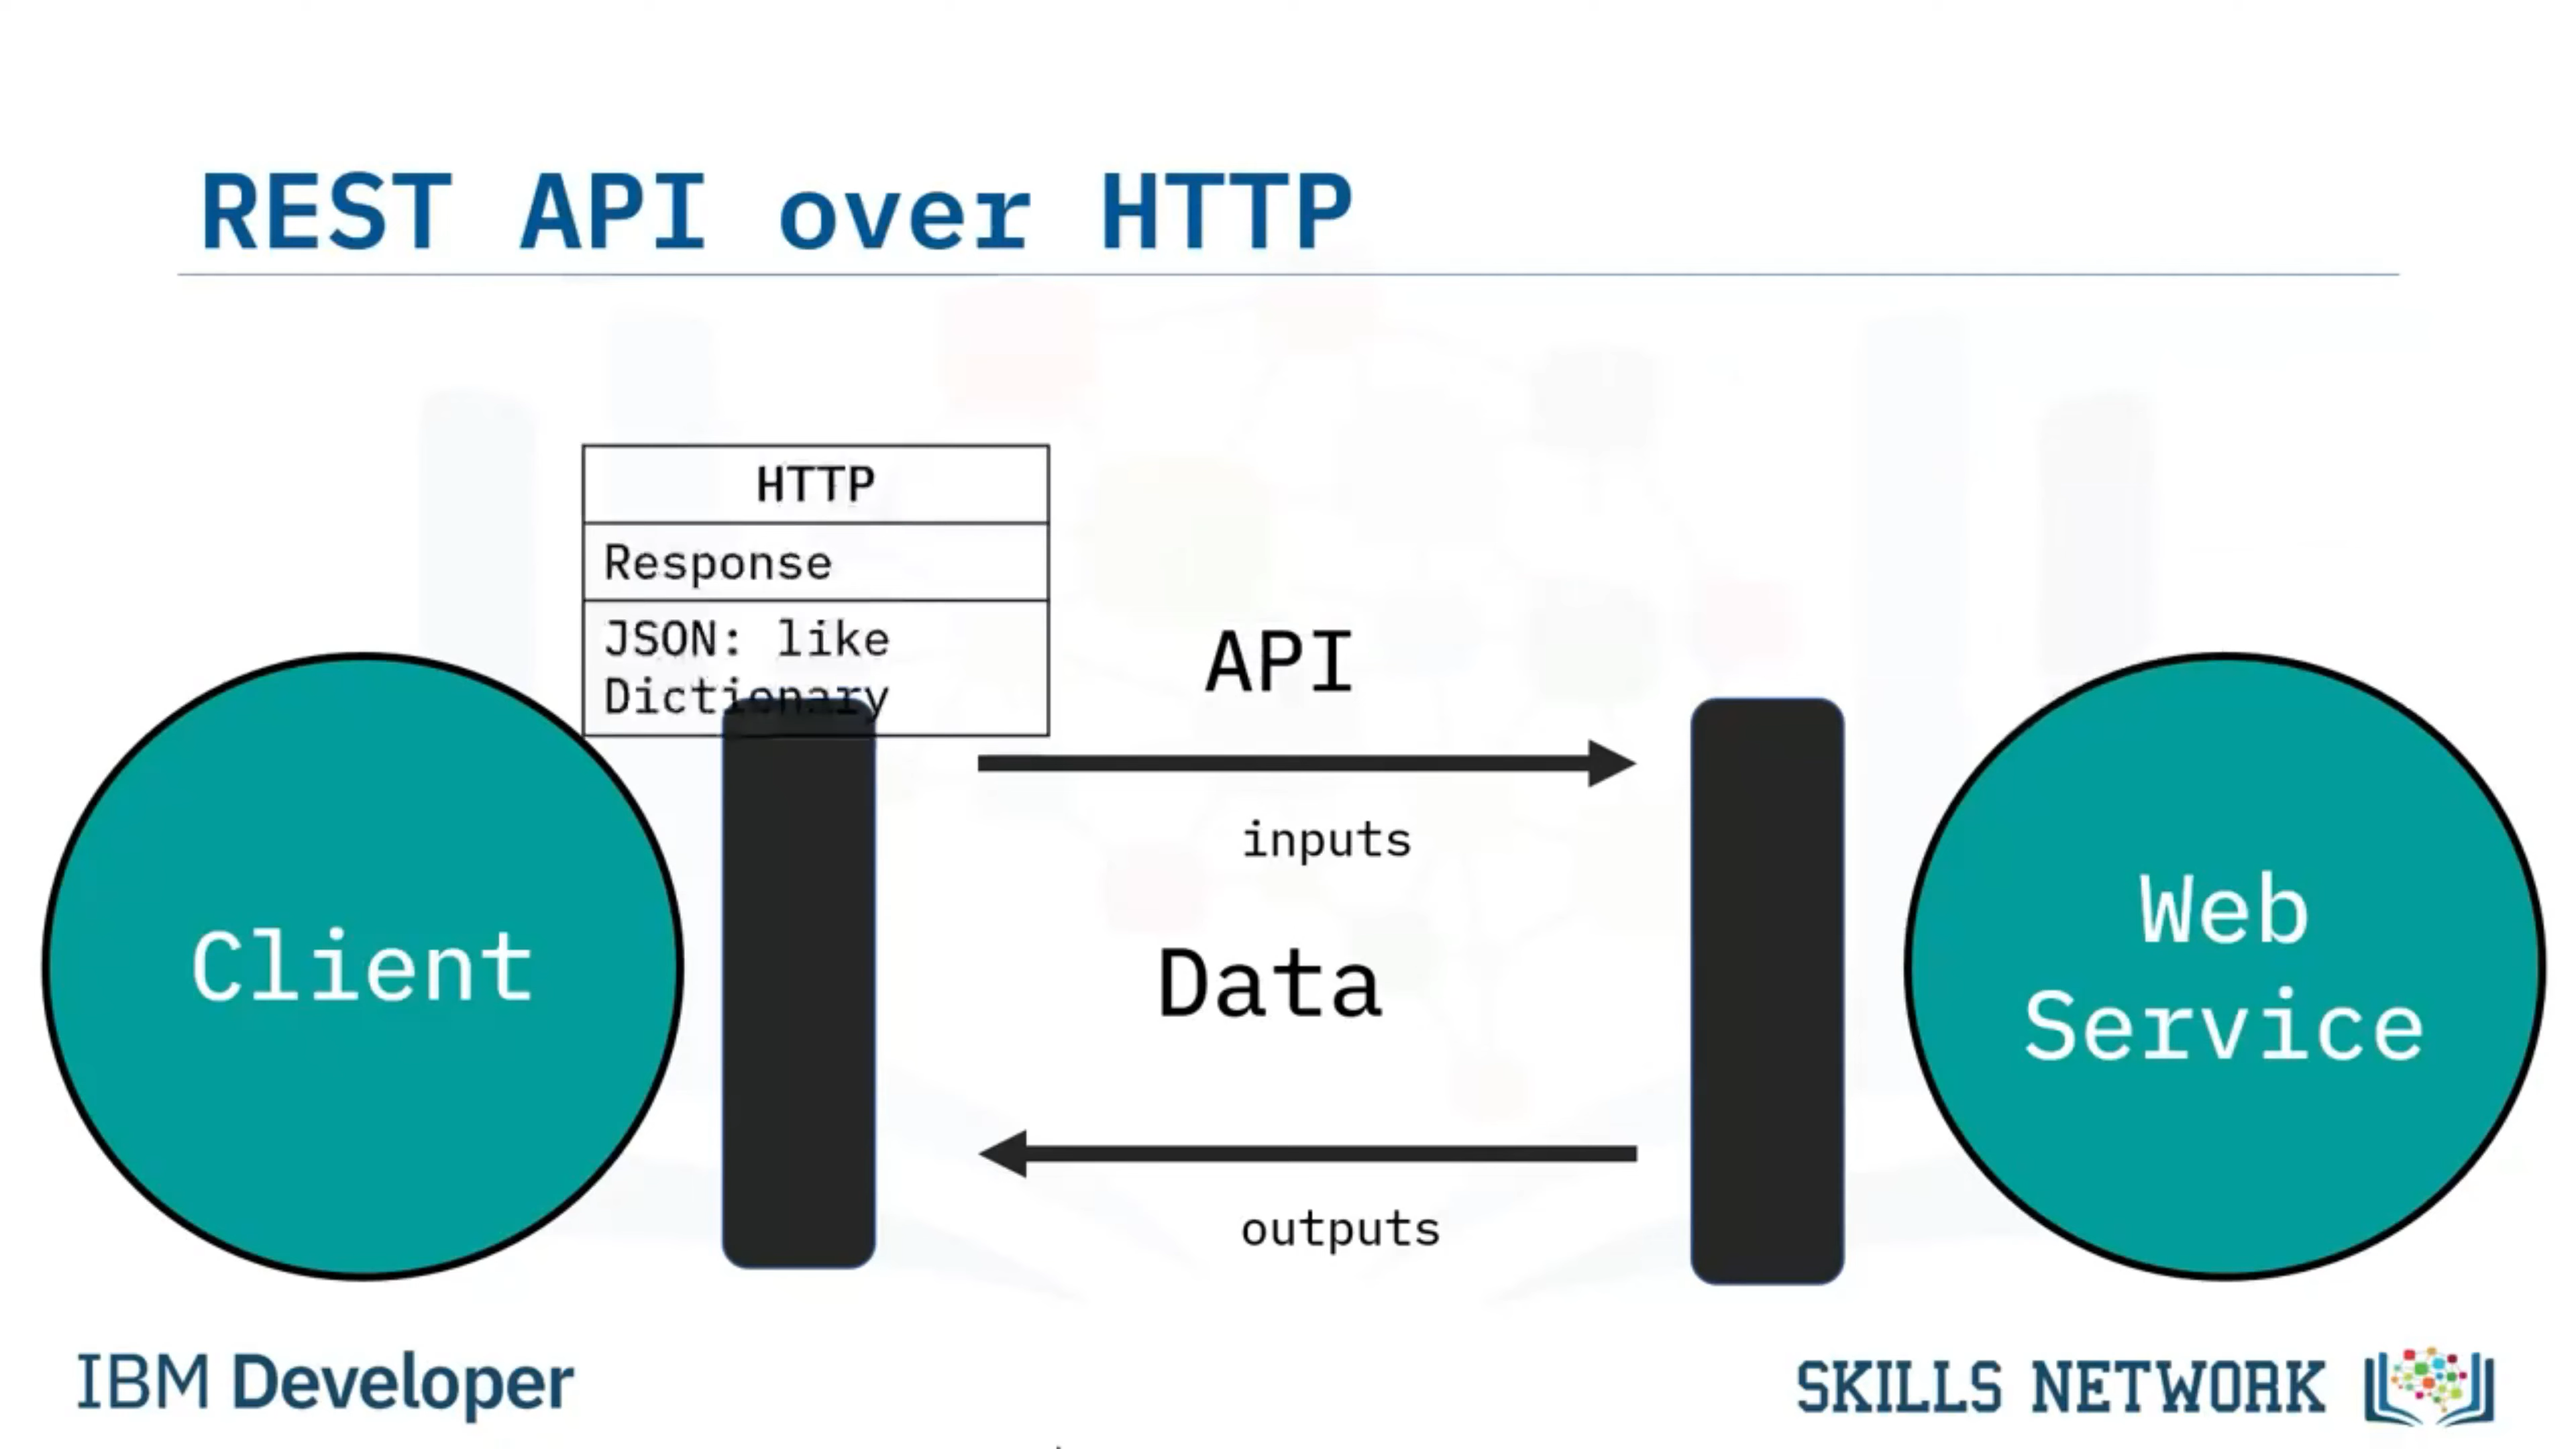 REST API over HTTP
HTTP
Response
JSON: like
Dictionary
API
inputs
Client
Data
Web
Service
outputs
IBM Developer
SKILLS NETWORK